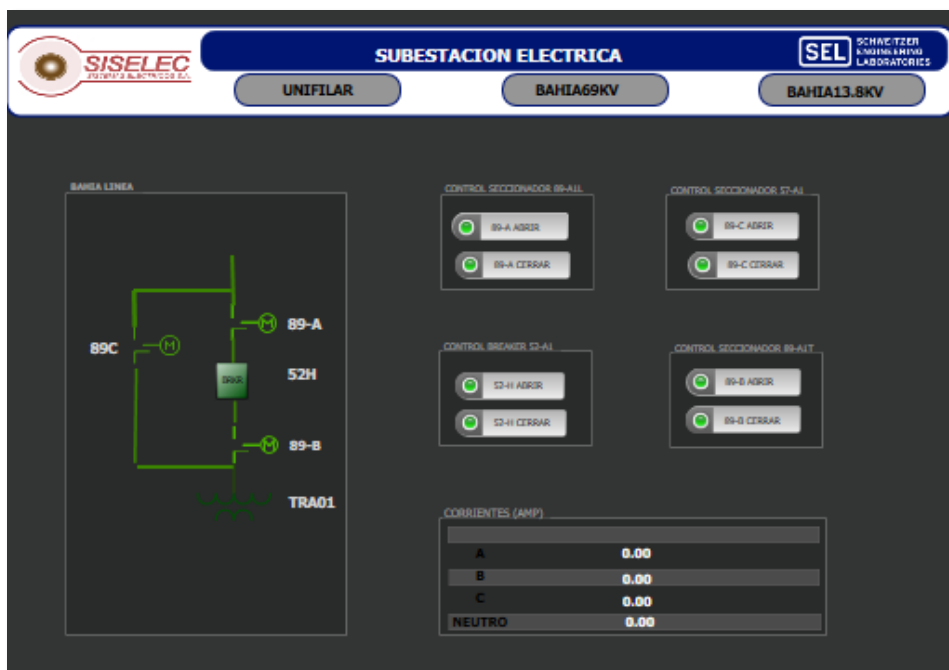 SISELEC
SISTEMAS ELECTRICOS S.A.
SUBESTACION ELECTRICA
SEL SCHWEITZER
ENGINEERING
LABORATORIES
UNIFILAR
BAHIA69KV
BAHIA13.8KV
BAHIA LINEA
89C
M
M
89-A
BRKR
52H
M
89-B
TRA01
CONTROL SECCIONADOR 89-A1L
89-A ABRIR
89-A CERRAR
CONTROL SECCIONADOR 57-A1
89-C ABRIR
89-C CERRAR
CONTROL BREAKER 52-A1
52-H ABRIR
52-H CERRAR
CONTROL SECCIONADOR 89-A1T
89-B ABRIR
89-B CERRAR
CORRIENTES (AMP)
A 0.00
B 0.00
C 0.00
NEUTRO 0.00